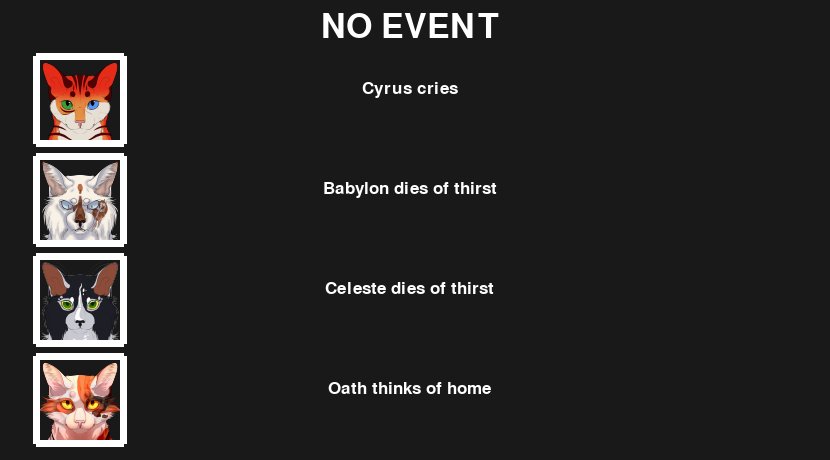 NO EVENT
Cyrus cries
Babylon dies of thirst
Celeste dies of thirst
Oath thinks of home